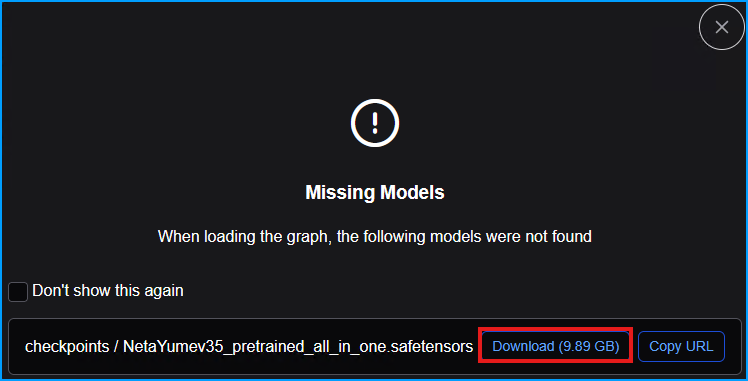 Missing Models
When loading the graph, the following models were not found
Don't show this again
checkpoints / NetaYumev35_pretrained_all_in_one.safetensors Download (9.89 GB) Copy URL